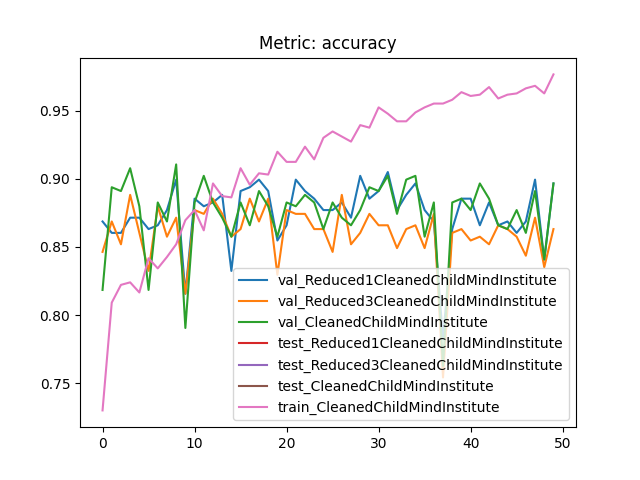 Metric: accuracy
0.95
0.90
0.85
0.80
0.75
val_Reduced1CleanedChildMindInstitute
val_Reduced3CleanedChildMindInstitute
val_CleanedChildMindInstitute
test_Reduced1CleanedChildMindInstitute
test_Reduced3CleanedChildMindInstitute
test_CleanedChildMindInstitute
train_CleanedChildMindInstitute
0 10 20 30 40 50